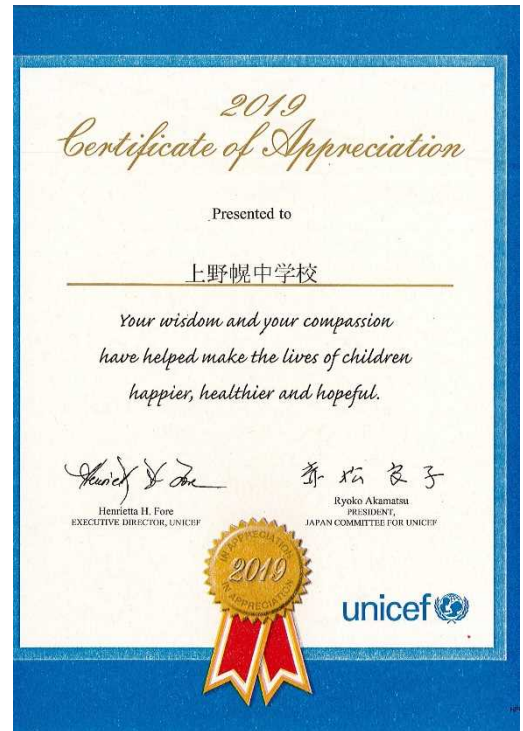 2019
Certificate of Appreciation
Presented to
上野幌中学校
Your wisdom and your compassion
have helped make the lives of children
happier, healthier and hopeful.
赤松良子
Henrietta H. Fore
EXECUTIVE DIRECTOR, UNICEF
Ryoko Akamatsu
PRESIDENT,
JAPAN COMMITTEE FOR UNICEF
IN APPRECIATION
2019
IN APPRECIATION
unicef